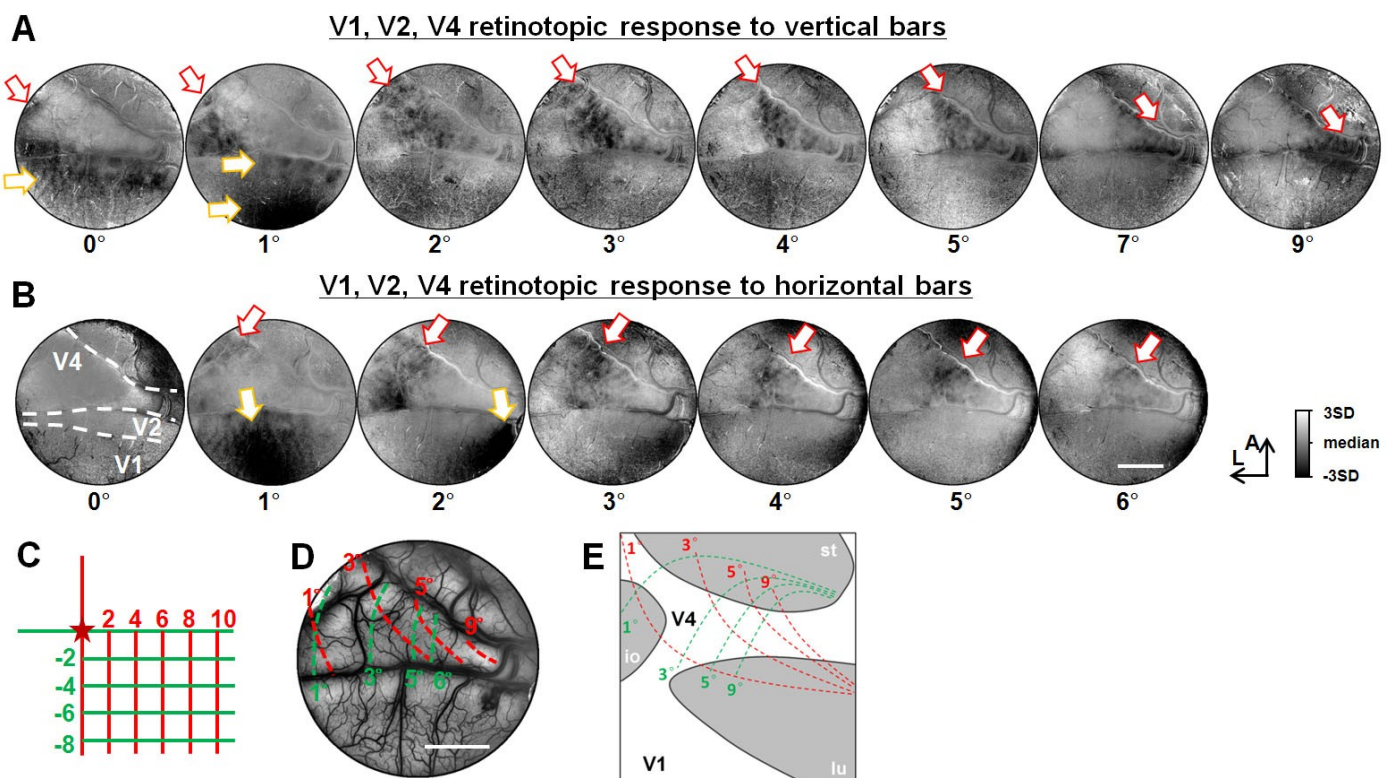 A
V1, V2, V4 retinotopic response to vertical bars
0° 1° 2° 3° 4° 5° 7° 9°
B
V1, V2, V4 retinotopic response to horizontal bars
V4
V2
V1
0° 1° 2° 3° 4° 5° 6°
A
L
3SD
median
-3SD
C
2 4 6 8 10
-2
-4
-6
-8
D
3°
1°
5°
9°
1°
3°
5°
6°
E
1°
3°
5°
9°
st
1°
V4
io
3°
5°
9°
V1
lu